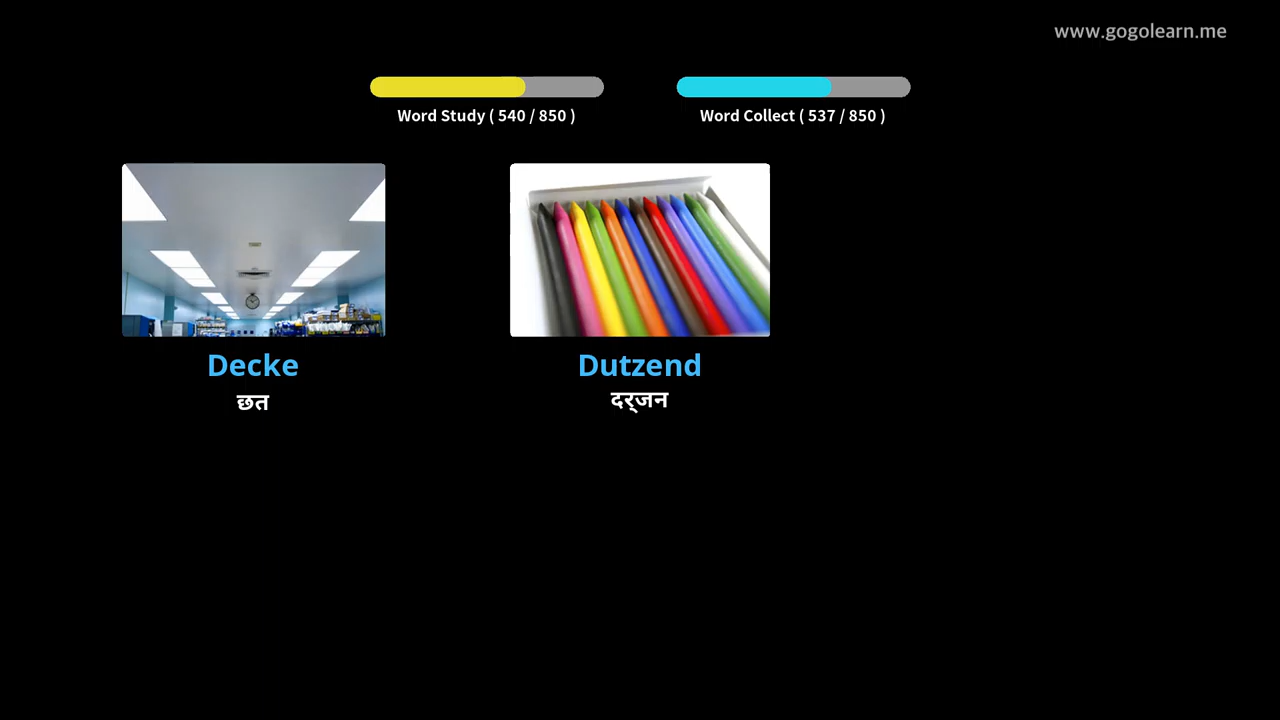 www.gogolearn.me
Word Study ( 540 / 850 )
Word Collect ( 537 / 850 )
Decke
छत
Dutzend
दर्‌जन